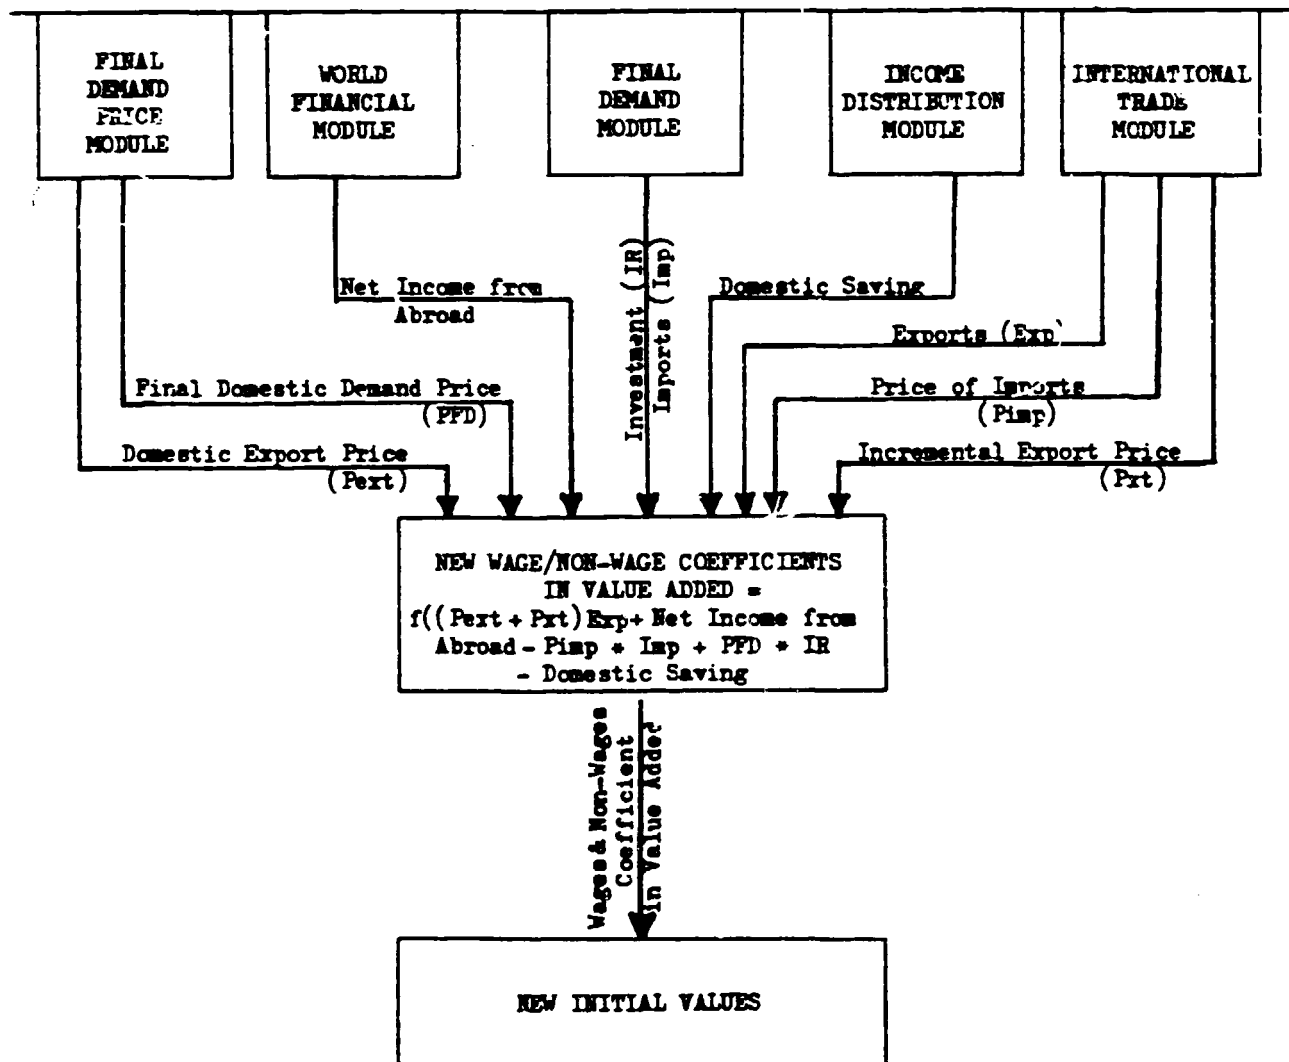 FINAL
DEMAND
PRICE
MODULE
WORLD
FINANCIAL
MODULE
FINAL
DEMAND
MODULE
INCOME
DISTRIBUTION
MODULE
INTERNATIONAL
TRADE
MODULE
Net Income from
Abroad
Investment (IR)
Imports (Imp)
Domestic Saving
Exports (Exp)
Final Domestic Demand Price
(PFD)
Price of Imports
(Pimp)
Domestic Export Price
(Pext)
Incremental Export Price
(Pxt)
NEW WAGE/NON-WAGE COEFFICIENTS
IN VALUE ADDED =
f((Pext + Pxt)Exp + Net Income from
Abroad - Pimp * Imp + PFD * IR
- Domestic Saving
Wages & Non-Wages
Coefficient
in Value Added
NEW INITIAL VALUES